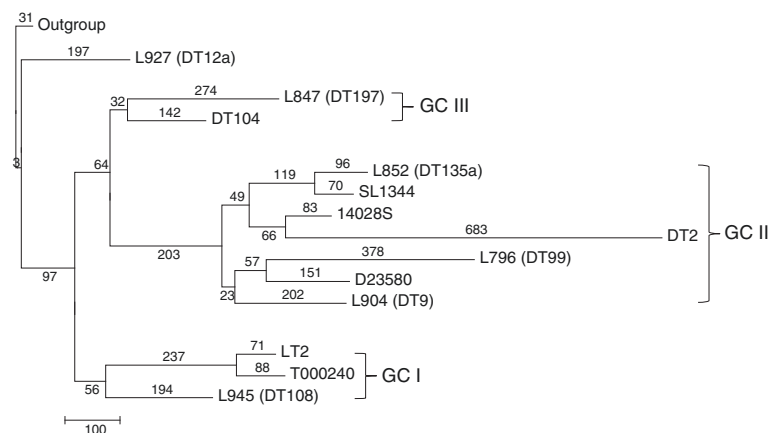 31
Outgroup
197
L927 (DT12a)
274
32
L847 (DT197)
GC III
142
DT104
3
64
96
119
L852 (DT135a)
70
SL1344
49
83
14028S
66
683
DT2
GC II
203
378
57
L796 (DT99)
151
D23580
97
23
202
L904 (DT9)
71
LT2
237
88
T000240
GC I
56
194
L945 (DT108)
100